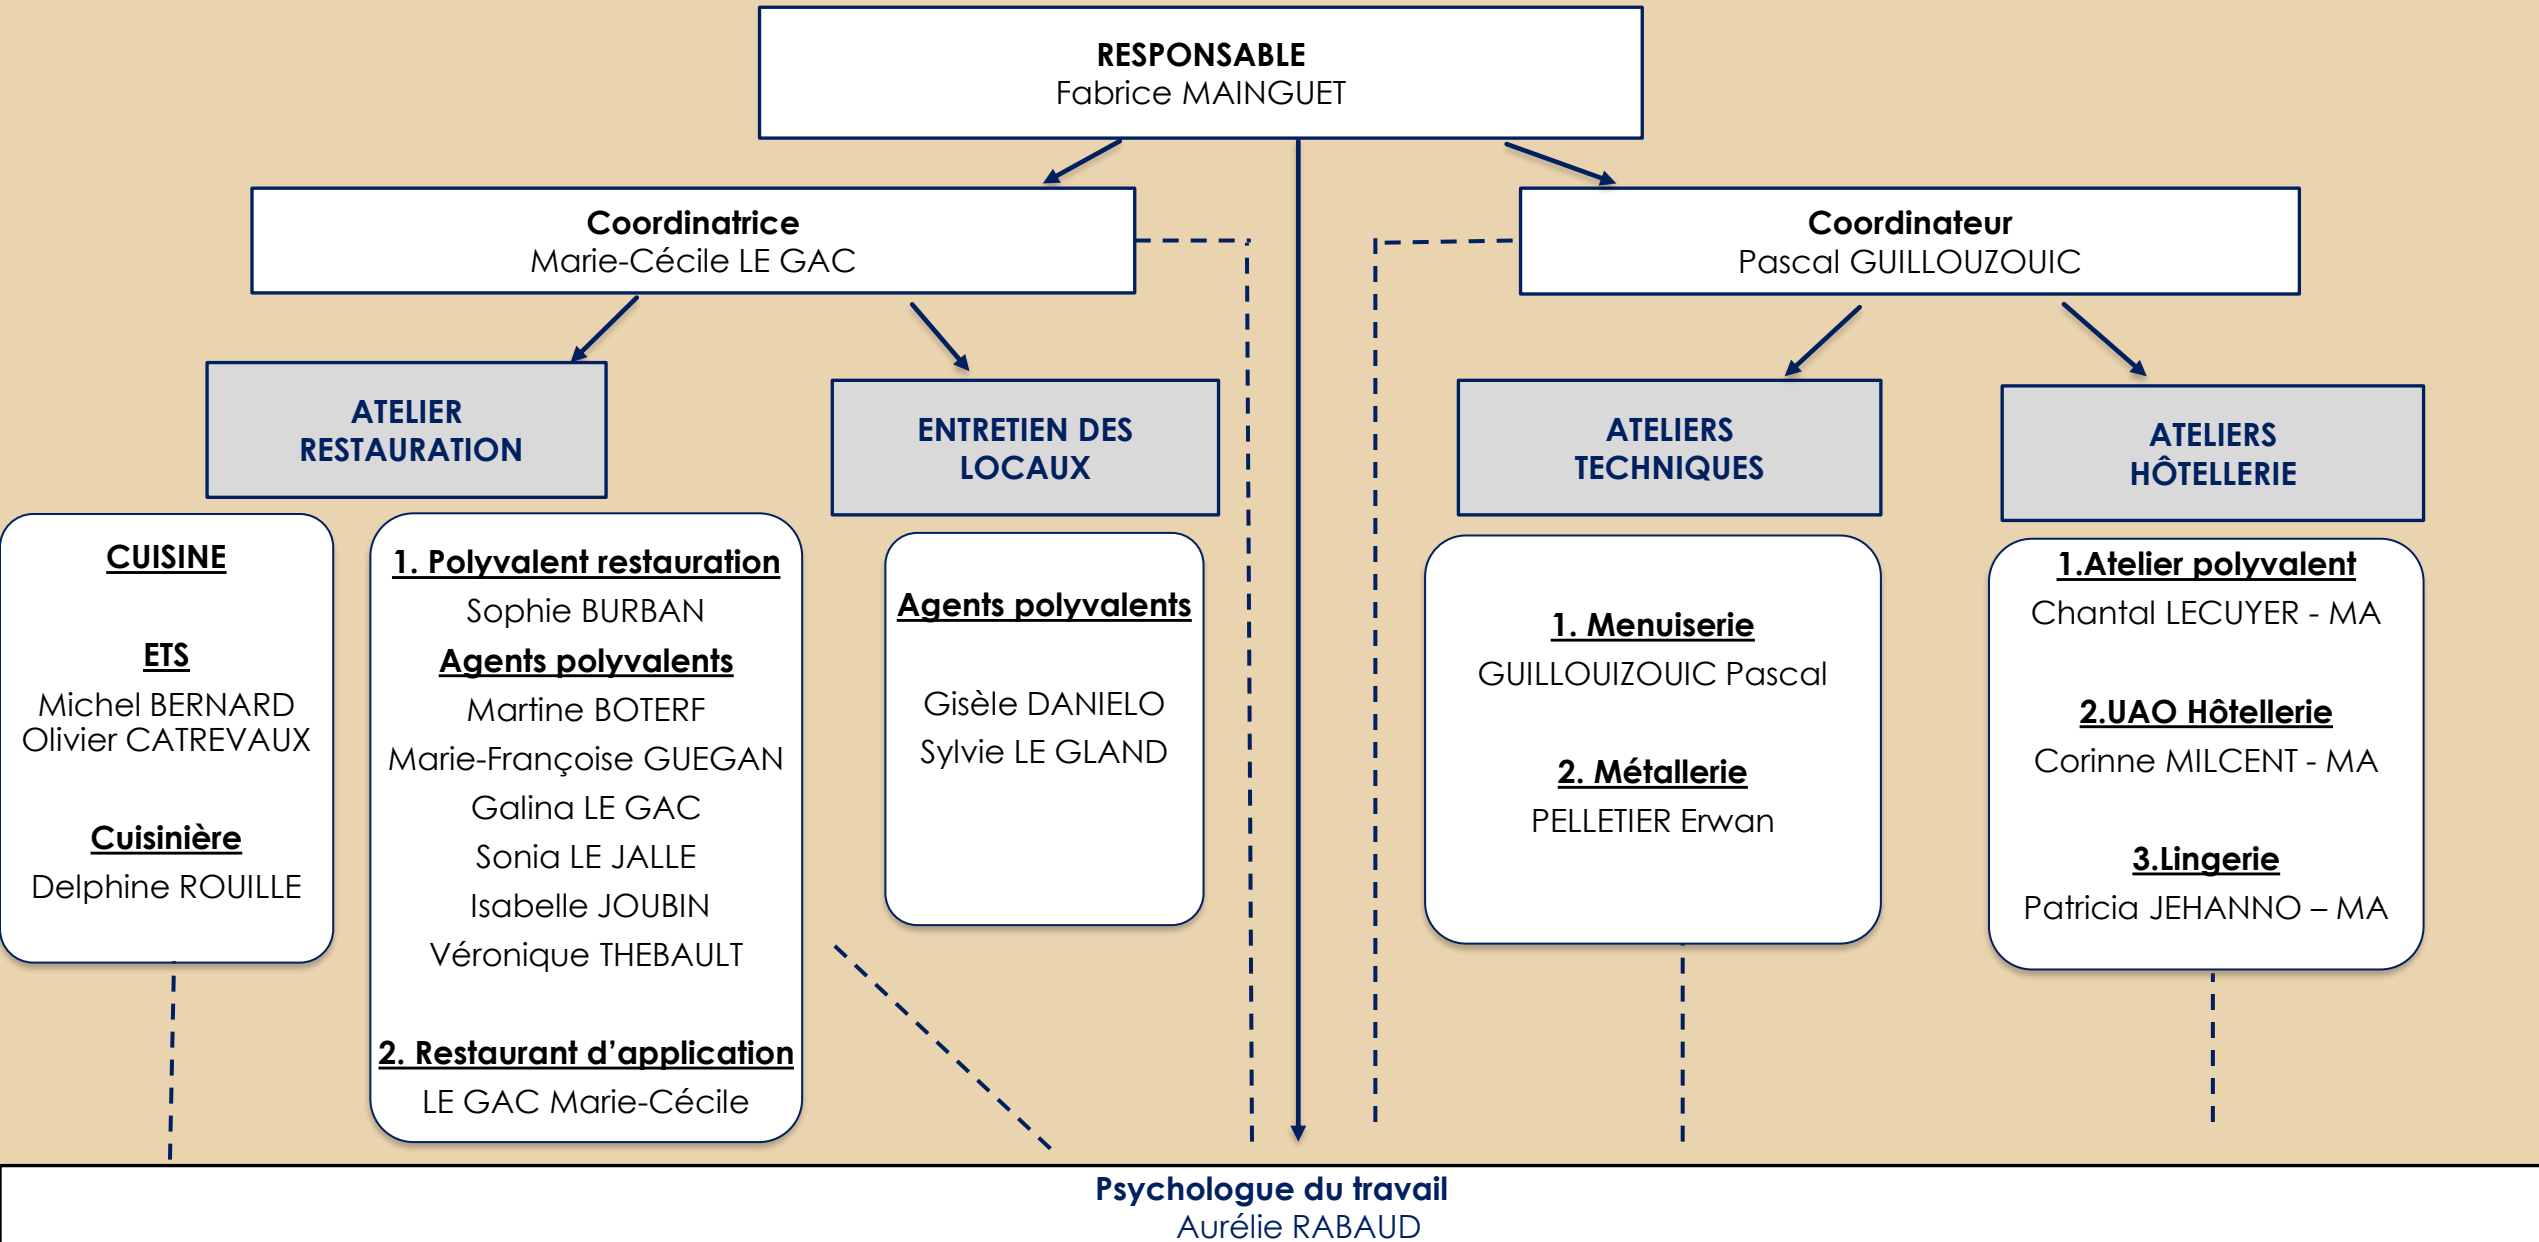 RESPONSABLE
Fabrice MAINGUET
Coordinatrice
Marie-Cécile LE GAC
Coordinateur
Pascal GUILLOUZOUIC
ATELIER
RESTAURATION
ENTRETIEN DES
LOCAUX
ATELIERS
TECHNIQUES
ATELIERS
HÔTELLERIE
CUISINE
ETS
Michel BERNARD
Olivier CATREVAUX
Cuisinière
Delphine ROUILLE
1. Polyvalent restauration
Sophie BURBAN
Agents polyvalents
Martine BOTERF
Marie-Françoise GUEGAN
Galina LE GAC
Sonia LE JALLE
Isabelle JOUBIN
Véronique THEBAULT
2. Restaurant d’application
LE GAC Marie-Cécile
Agents polyvalents
Gisèle DANIELO
Sylvie LE GLAND
1. Menuiserie
GUILLOUIZOUIC Pascal
2. Métallerie
PELLETIER Erwan
1.Atelier polyvalent
Chantal LECUYER - MA
2.UAO Hôtellerie
Corinne MILCENT - MA
3.Lingerie
Patricia JEHANNO – MA
Psychologue du travail
Aurélie RABAUD